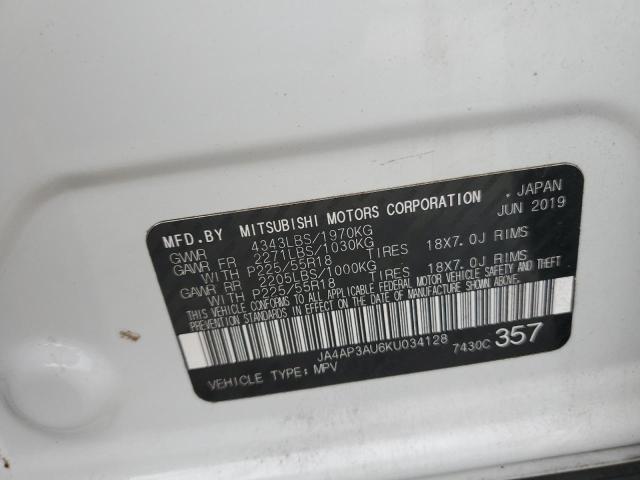 MFD.BY MITSUBISHI MOTORS CORPORATION . JAPAN
JUN 2019
GVWR 4343LBS/1970KG
GAWR FR 2271LBS/1030KG
WITH P225/55R18 TIRES 18X7.0J RIMS
GAWR RR 2205LBS/1000KG
WITH P225/55R18 TIRES 18X7.0J RIMS
THIS VEHICLE CONFORMS TO ALL APPLICABLE FEDERAL MOTOR VEHICLE SAFETY AND THEFT
PREVENTION STANDARDS IN EFFECT ON THE DATE OF MANUFACTURE SHOWN ABOVE.
JA4AP3AU6KU034128 7430C 357
VEHICLE TYPE: MPV